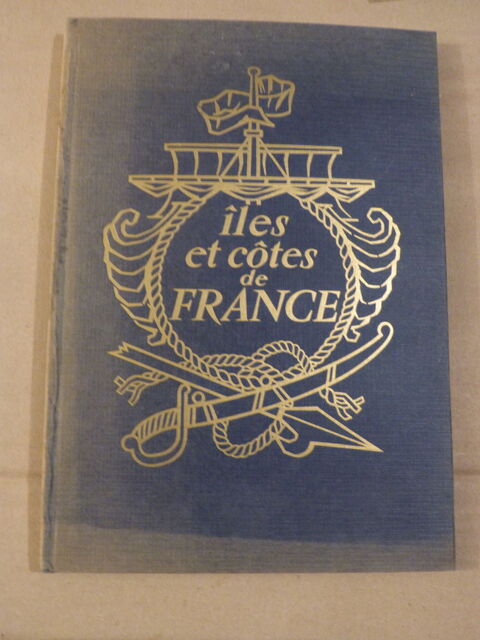 îles
et côtes
de
FRANCE